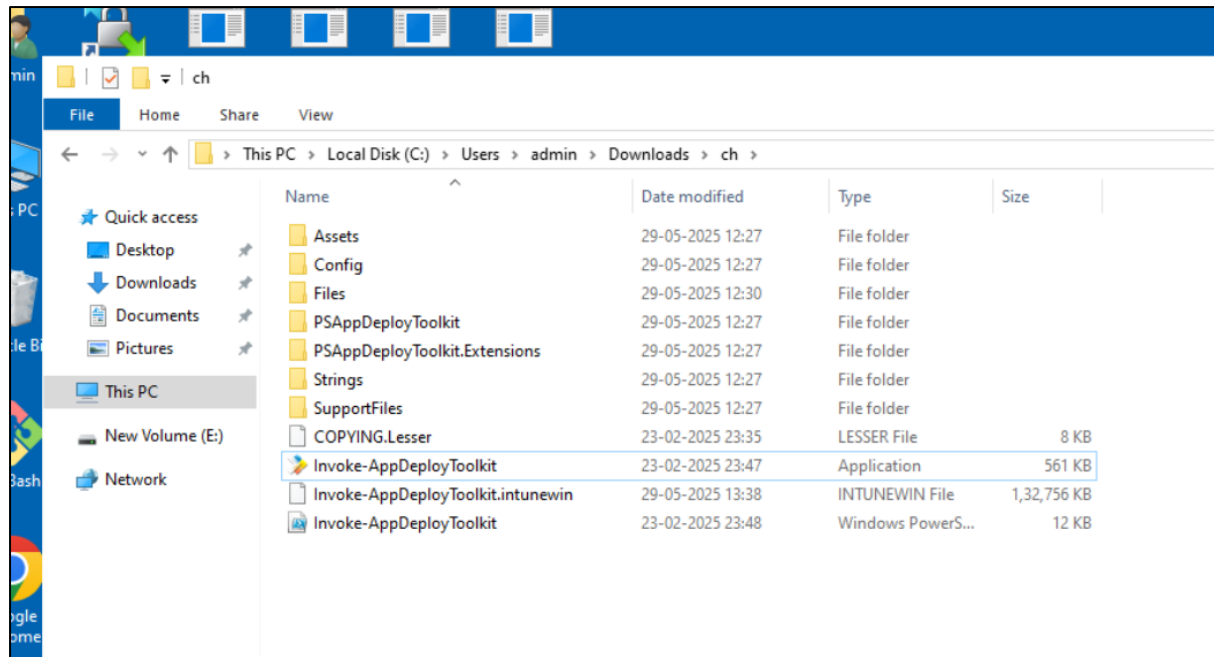 min
ch
File Home Share View
This PC > Local Disk (C:) > Users > admin > Downloads > ch >
Name Date modified Type Size
PC
Quick access
Desktop
Downloads
Documents
Pictures
This PC
New Volume (E:)
Network
Assets 29-05-2025 12:27 File folder
Config 29-05-2025 12:27 File folder
Files 29-05-2025 12:30 File folder
PSAppDeployToolkit 29-05-2025 12:27 File folder
PSAppDeployToolkit.Extensions 29-05-2025 12:27 File folder
Strings 29-05-2025 12:27 File folder
SupportFiles 29-05-2025 12:27 File folder
COPYING.Lesser 23-02-2025 23:35 LESSER File 8 KB
Invoke-AppDeployToolkit 23-02-2025 23:47 Application 561 KB
Invoke-AppDeployToolkit.intunewin 29-05-2025 13:38 INTUNEWIN File 1,32,756 KB
Invoke-AppDeployToolkit 23-02-2025 23:48 Windows PowerS... 12 KB
cle Bi
Bash
ogle
ome